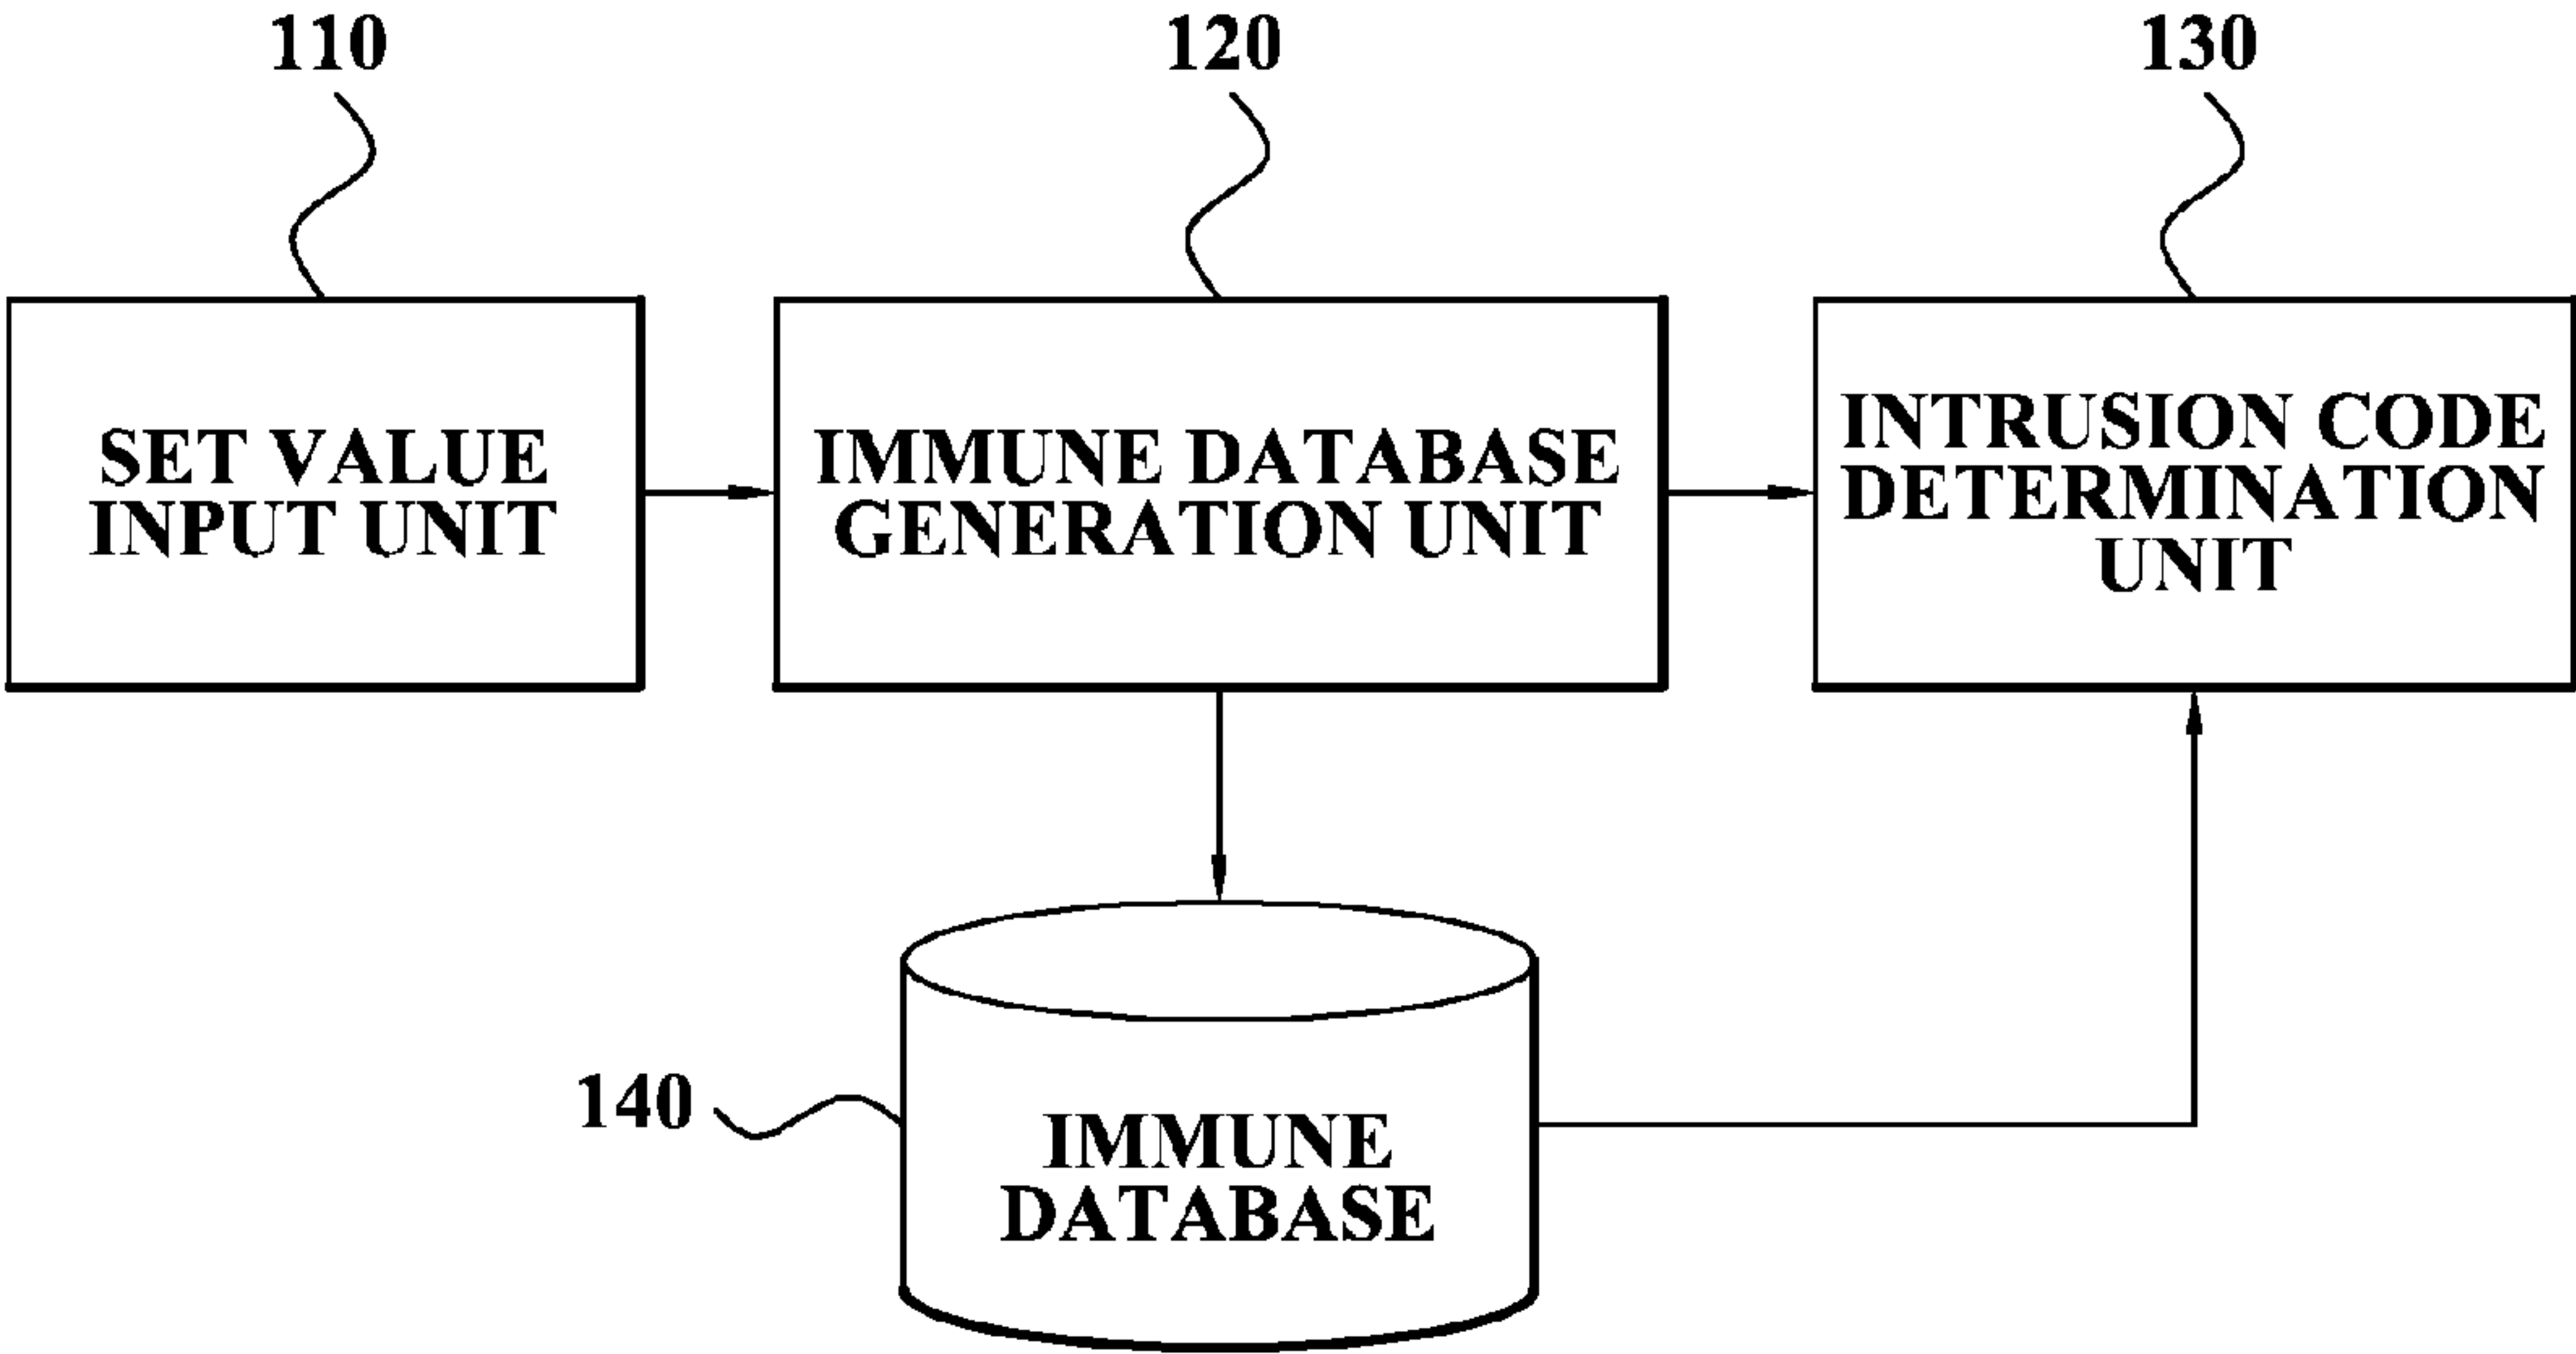 110
120
130
SET VALUE
INPUT UNIT
IMMUNE DATABASE
GENERATION UNIT
INTRUSION CODE
DETERMINATION
UNIT
140
IMMUNE
DATABASE